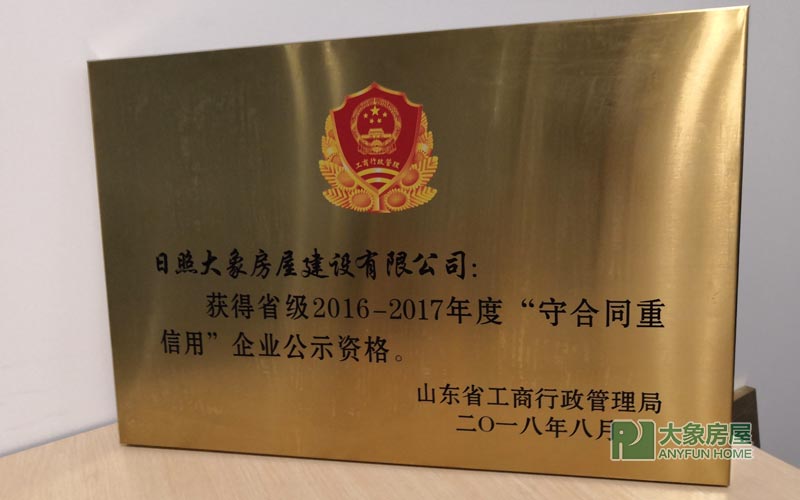 工商行政管理
日照大象房屋建设有限公司：
获得省级2016-2017年度“守合同重
信用”企业公示资格。
山东省工商行政管理局
二〇一八年八月
大象房屋
ANYFUN HOME